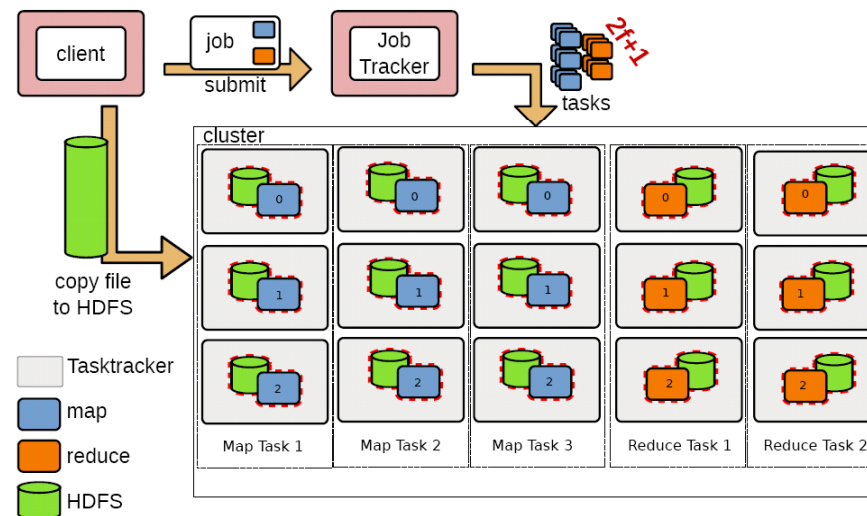 client
job
submit
Job
Tracker
2f+1
tasks
copy file
to HDFS
cluster
0
0
0
0
0
1
1
1
1
1
2
2
2
2
2
Map Task 1
Map Task 2
Map Task 3
Reduce Task 1
Reduce Task 2
Tasktracker
map
reduce
HDFS